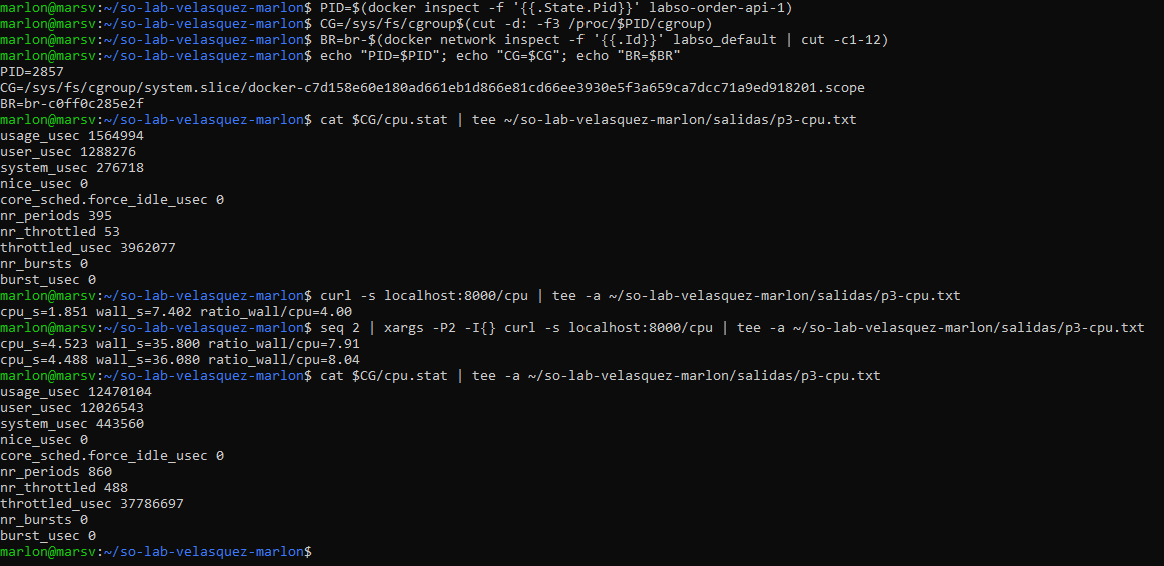 marlon@marsv:~/so-lab-velasquez-marlon$ PID=$(docker inspect -f '{{.State.Pid}}' labso-order-api-1)
marlon@marsv:~/so-lab-velasquez-marlon$ CG=/sys/fs/cgroup$(cut -d: -f3 /proc/$PID/cgroup)
marlon@marsv:~/so-lab-velasquez-marlon$ BR=br-$(docker network inspect -f '{{.Id}}' labso_default | cut -c1-12)
marlon@marsv:~/so-lab-velasquez-marlon$ echo "PID=$PID"; echo "CG=$CG"; echo "BR=$BR"
PID=2857
CG=/sys/fs/cgroup/system.slice/docker-c7d158e60e180ad661eb1d866e81cd66ee3930e5f3a659ca7dcc71a9ed918201.scope
BR=br-c0ff0c285e2f
marlon@marsv:~/so-lab-velasquez-marlon$ cat $CG/cpu.stat | tee ~/so-lab-velasquez-marlon/salidas/p3-cpu.txt
usage_usec 1564994
user_usec 1288276
system_usec 276718
nice_usec 0
core_sched.force_idle_usec 0
nr_periods 395
nr_throttled 53
throttled_usec 3962077
nr_bursts 0
burst_usec 0
marlon@marsv:~/so-lab-velasquez-marlon$ curl -s localhost:8000/cpu | tee -a ~/so-lab-velasquez-marlon/salidas/p3-cpu.txt
cpu_s=1.851 wall_s=7.402 ratio_wall/cpu=4.00
marlon@marsv:~/so-lab-velasquez-marlon$ seq 2 | xargs -P2 -I{} curl -s localhost:8000/cpu | tee -a ~/so-lab-velasquez-marlon/salidas/p3-cpu.txt
cpu_s=4.523 wall_s=35.800 ratio_wall/cpu=7.91
cpu_s=4.488 wall_s=36.080 ratio_wall/cpu=8.04
marlon@marsv:~/so-lab-velasquez-marlon$ cat $CG/cpu.stat | tee -a ~/so-lab-velasquez-marlon/salidas/p3-cpu.txt
usage_usec 12470104
user_usec 12026543
system_usec 443560
nice_usec 0
core_sched.force_idle_usec 0
nr_periods 860
nr_throttled 488
throttled_usec 37786697
nr_bursts 0
burst_usec 0
marlon@marsv:~/so-lab-velasquez-marlon$